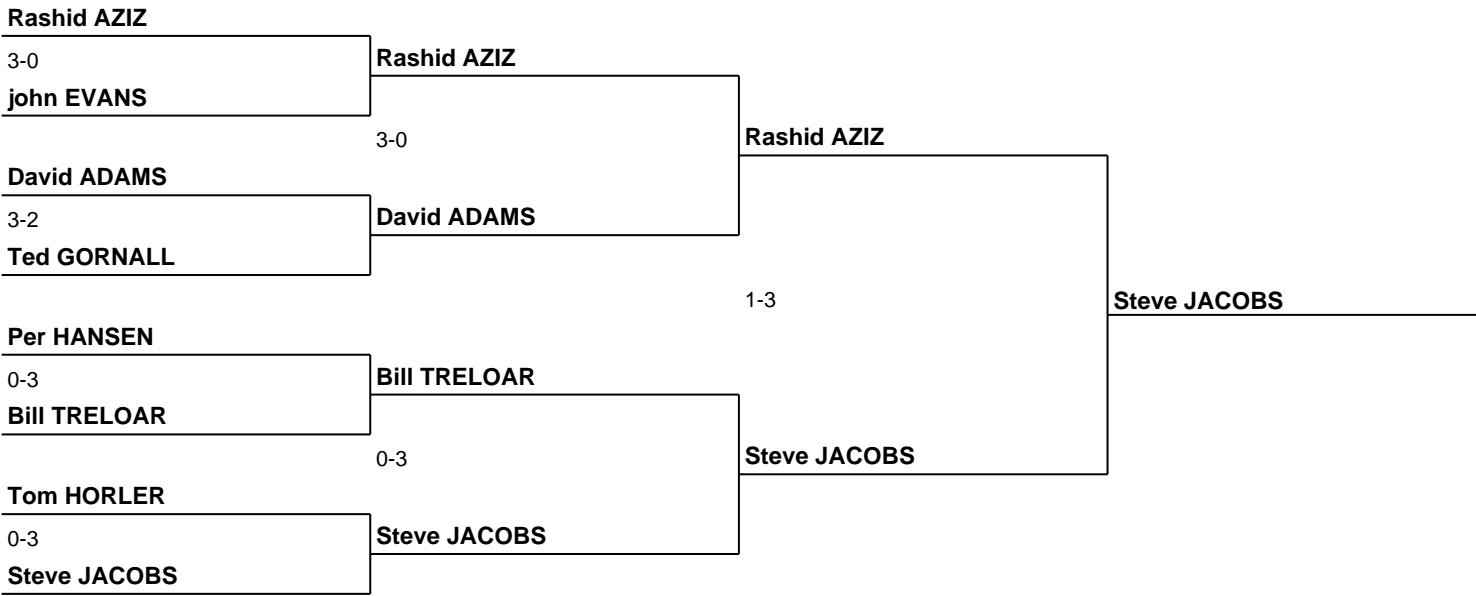 Rashid AZIZ
3-0
john EVANS
David ADAMS
3-2
Ted GORNALL
Per HANSEN
0-3
Bill TRELOAR
Tom HORLER
0-3
Steve JACOBS
Rashid AZIZ
3-0
David ADAMS
Bill TRELOAR
0-3
Steve JACOBS
Rashid AZIZ
1-3
Steve JACOBS
Steve JACOBS